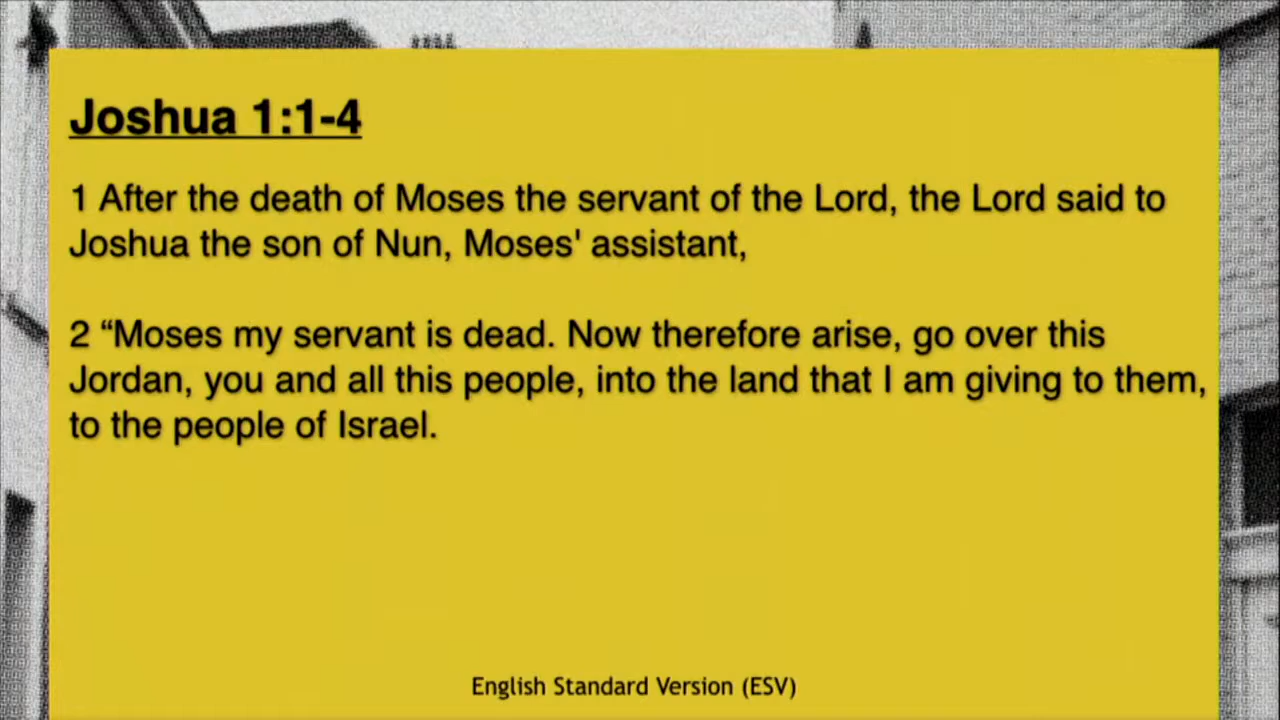 Joshua 1:1-4
1 After the death of Moses the servant of the Lord, the Lord said to
Joshua the son of Nun, Moses' assistant,
2 “Moses my servant is dead. Now therefore arise, go over this
Jordan, you and all this people, into the land that I am giving to them,
to the people of Israel.
English Standard Version (ESV)